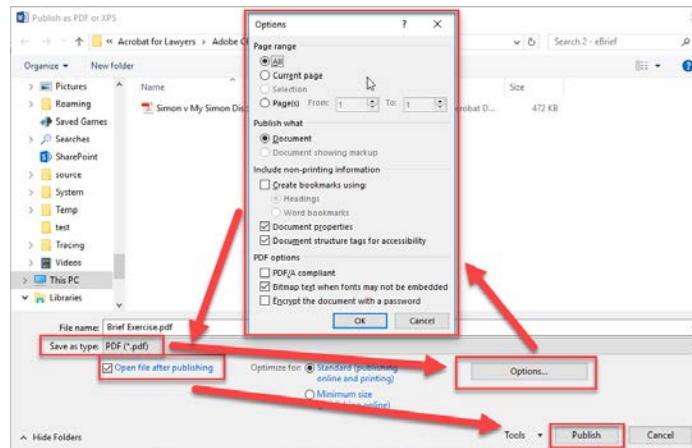 Publish as PDF or XPS
« Acrobat for Lawyers › Adobe
Search 2 - eBrief
Organize
New folder
Name
Size
Pictures
Roaming
Saved Games
Searches
SharePoint
source
System
Temp
test
Tracing
Videos
This PC
Libraries
Simon v My Simon
472 KB
Options
?
Page range
All
Current page
Selection
Page(s) From: 1 To: 1
Publish what
Document
Document showing markup
Include non-printing information
Create bookmarks using:
Headings
Word bookmarks
Document properties
Document structure tags for accessibility
PDF options
PDF/A compliant
Bitmap text when fonts may not be embedded
Encrypt the document with a password
OK Cancel
File name: Brief Exercise.pdf
Save as type: PDF (*.pdf)
Open file after publishing
Optimize for: Standard (publishing
online and printing)
Minimum size
online)
Options...
Hide Folders
Tools
Publish
Cancel